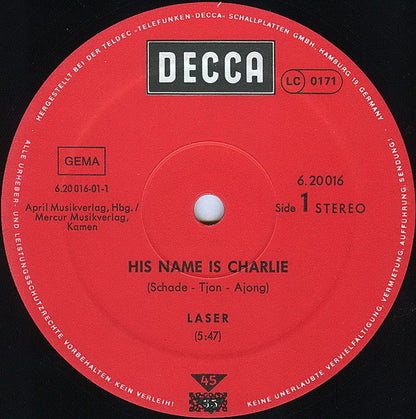 HERGESTELLT BEI DER TELDEC »TELEFUNKEN-DECCA« SCHALLPLATTEN GMBH, HAMBURG 19 GERMANY
DECCA
LC 0171
GEMA
6.20016-01-1
April Musikverlag, Hbg./
Mercur Musikverlag,
Kamen
6.20016
Side 1 STEREO
HIS NAME IS CHARLIE
(Schade - Tjon - Ajong)
LASER
(5:47)
45
ALLE URHEBER- UND LEISTUNGSSCHUTZRECHTE VORBEHALTEN KEIN VERLEIH!
KEINE UNERLAUBTE VERVIELFÄLTIGUNG, VERMIETUNG, AUFFÜHRUNG, SENDUNG!